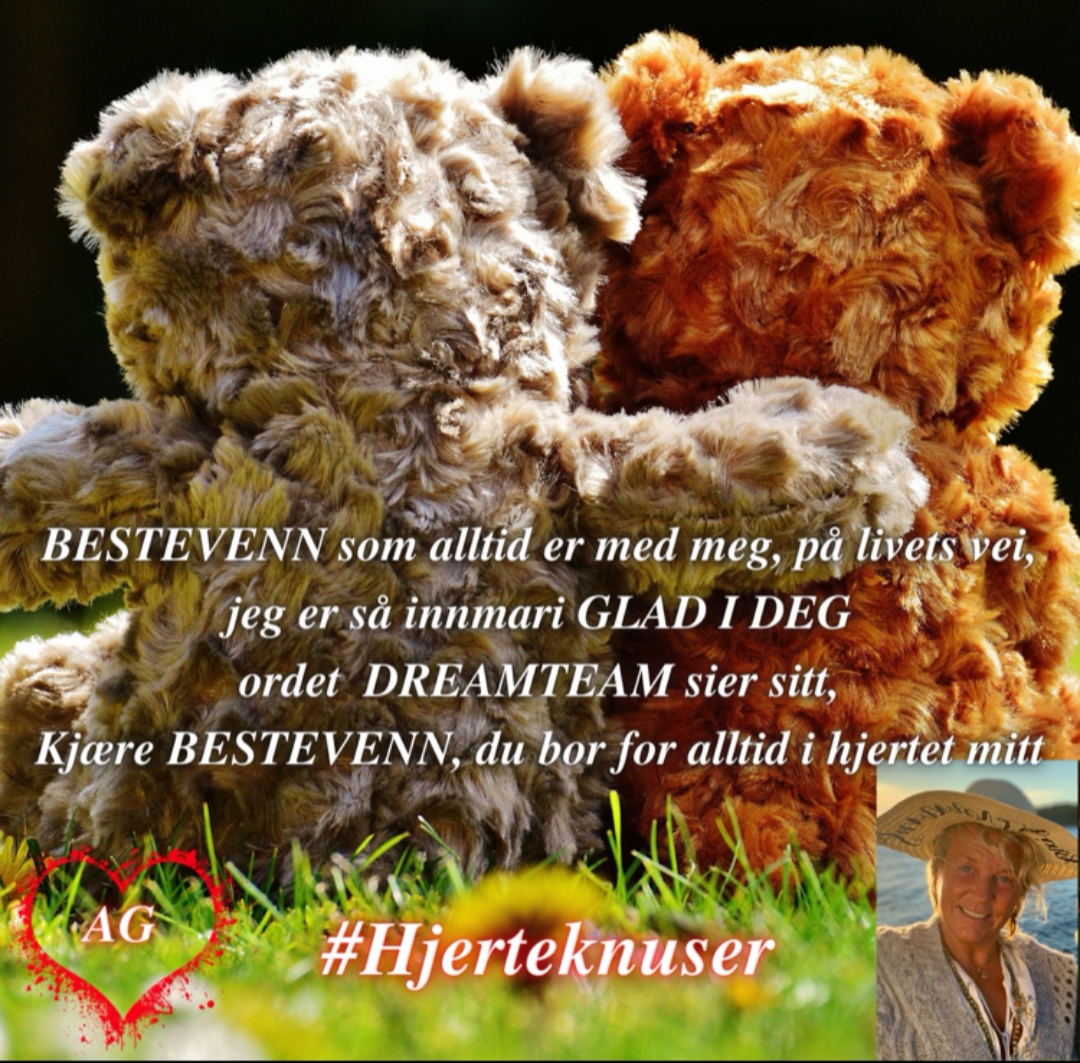 BESTEVENN som alltid er med meg, på livets vei,
jeg er så innmari GLAD I DEG
ordet DREAMTEAM sier sitt,
Kjære BESTEVENN, du bor for alltid i hjertet mitt
AG
#Hjerteknuser